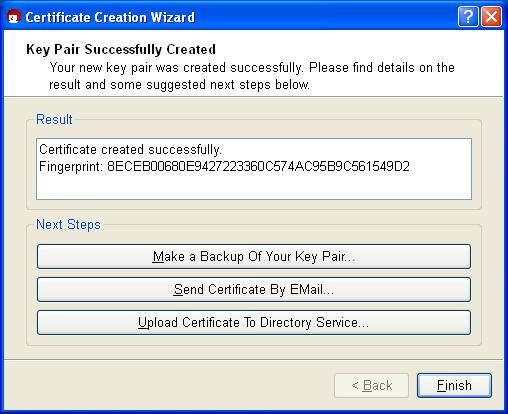 Certificate Creation Wizard
Key Pair Successfully Created
Your new key pair was created successfully. Please find details on the
result and some suggested next steps below.
Result
Certificate created successfully.
Fingerprint: 8ECEB00680E9427223360C574AC95B9C561549D2
Next Steps
Make a Backup Of Your Key Pair...
Send Certificate By EMail...
Upload Certificate To Directory Service...
< Back
Finish